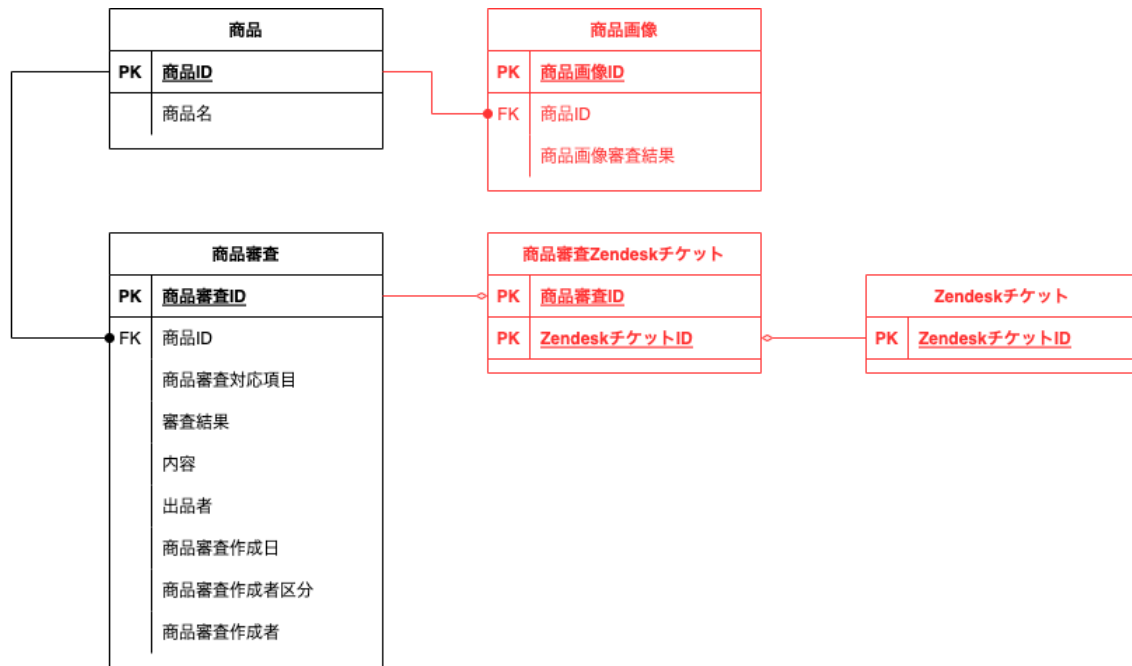 商品
PK 商品ID
商品名
商品画像
PK 商品画像ID
FK 商品ID
商品画像審査結果
商品審査
PK 商品審査ID
FK 商品ID
商品審査対応項目
審査結果
内容
出品者
商品審査作成日
商品審査作成者区分
商品審査作成者
商品審査Zendeskチケット
PK 商品審査ID
PK ZendeskチケットID
Zendeskチケット
PK ZendeskチケットID